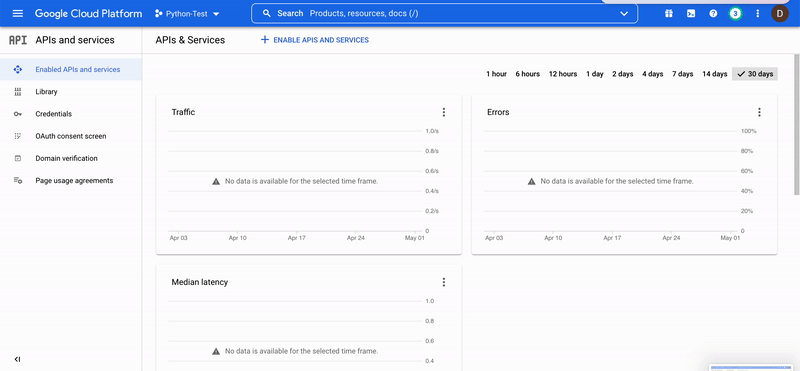 Google Cloud Platform
Python-Test
Search Products, resources, docs (/)
3
D
API APIs and services
APIs & Services
ENABLE APIS AND SERVICES
Enabled APIs and services
Library
Credentials
OAuth consent screen
Domain verification
Page usage agreements
1 hour 6 hours 12 hours 1 day 2 days 4 days 7 days 14 days 30 days
Traffic
1.0/s
0.8/s
0.6/s
No data is available for the selected time frame.
0.4/s
0.2/s
0
Apr 03 Apr 10 Apr 17 Apr 24 May 01
Errors
100%
80%
60%
No data is available for the selected time frame.
40%
20%
0
Apr 03 Apr 10 Apr 17 Apr 24 May 01
Median latency
1.0
0.8
0.6
No data is available for the selected time frame.
0.4